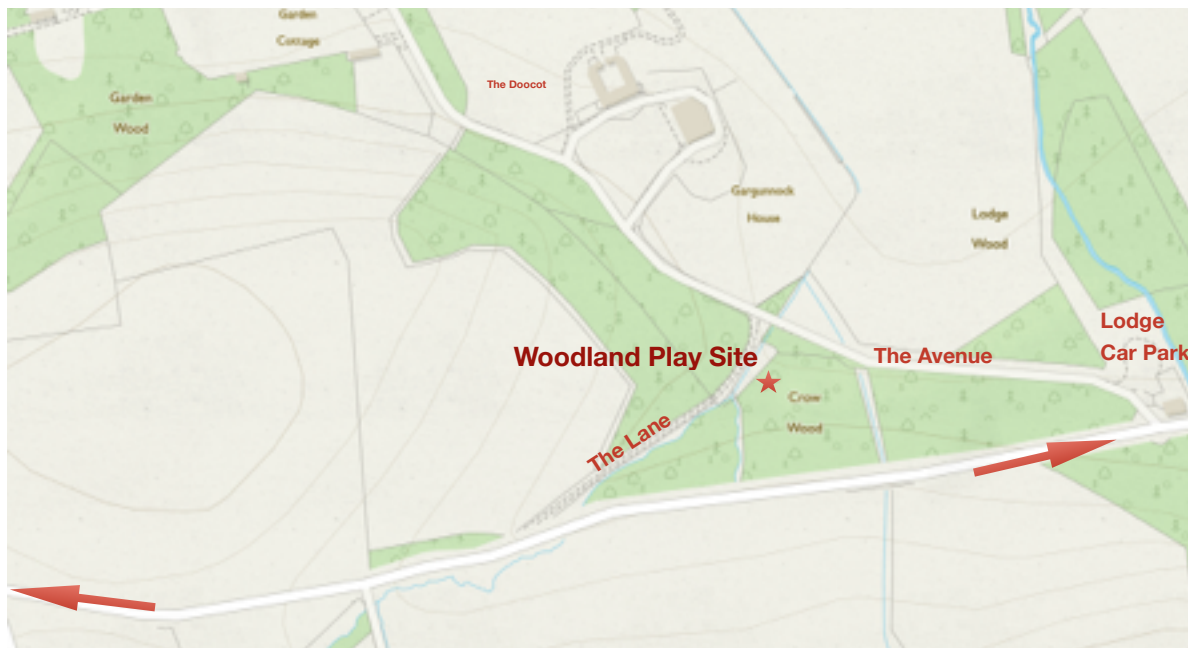 Garden
Cottage
The Doocot
Garden
Wood
Gargunnock
House
Lodge
Wood
Lodge
Car Park
Woodland Play Site
The Avenue
Crow
Wood
The Lane